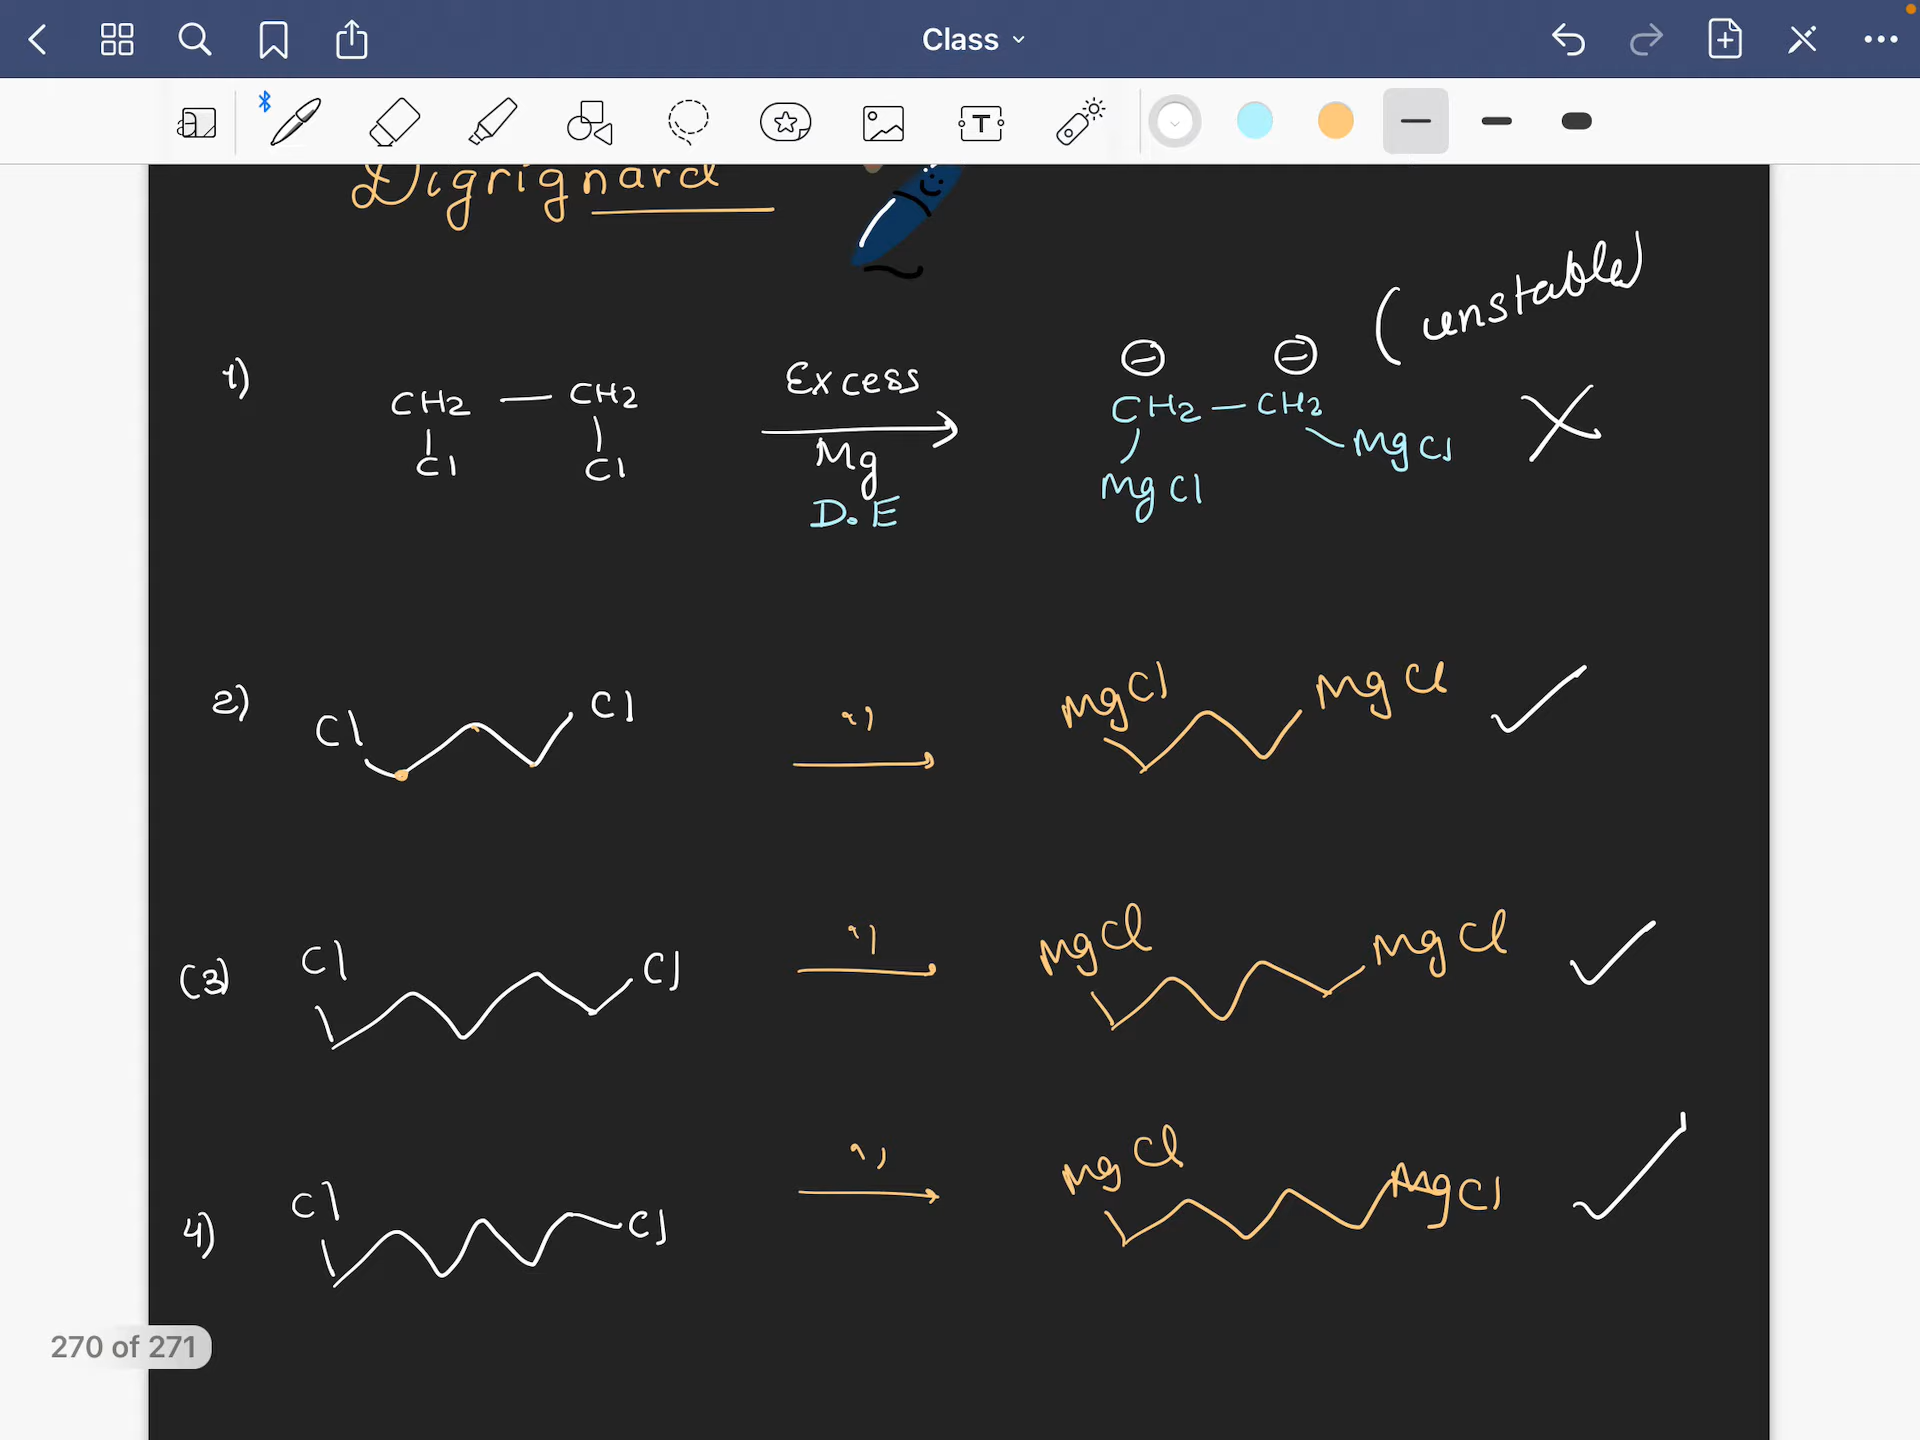 Class
Digrignard
(unstable)
1) CH2 — CH2 Excess ⊖ ⊖
Cl Cl Mg CH2 — CH2
D.E MgCl MgCl
2) Cl Cl ") MgCl MgCl
(3) Cl Cl ") MgCl MgCl
4) Cl Cl ") MgCl MgCl
270 of 271